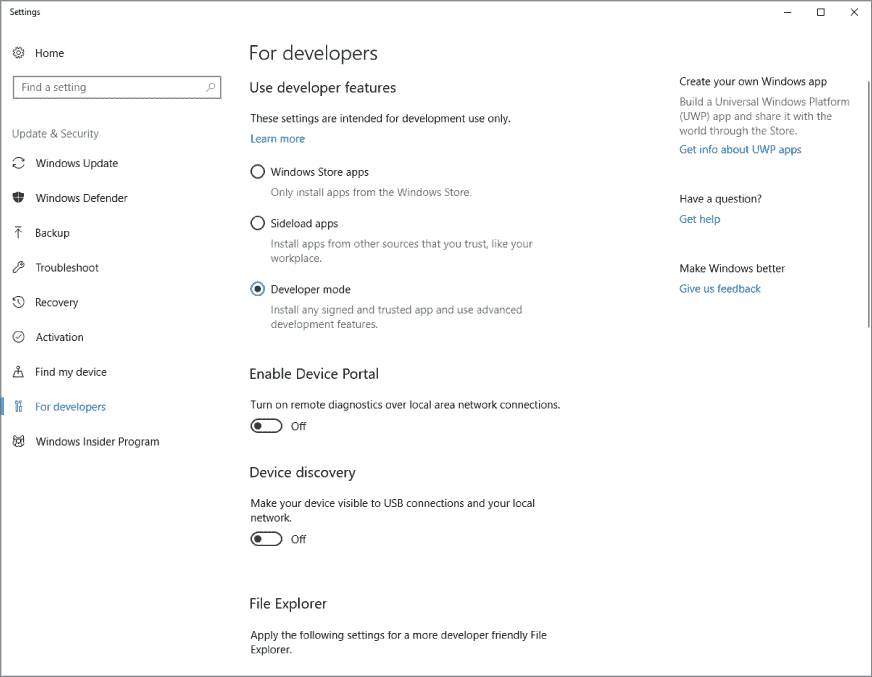 Settings
Home
Find a setting
Update & Security
Windows Update
Windows Defender
Backup
Troubleshoot
Recovery
Activation
Find my device
For developers
Windows Insider Program
For developers
Use developer features
These settings are intended for development use only.
Learn more
Windows Store apps
Only install apps from the Windows Store.
Sideload apps
Install apps from other sources that you trust, like your
workplace.
Developer mode
Install any signed and trusted app and use advanced
development features.
Enable Device Portal
Turn on remote diagnostics over local area network connections.
Off
Device discovery
Make your device visible to USB connections and your local
network.
Off
File Explorer
Apply the following settings for a more developer friendly File
Explorer.
Create your own Windows app
Build a Universal Windows Platform
(UWP) app and share it with the
world through the Store.
Get info about UWP apps
Have a question?
Get help
Make Windows better
Give us feedback